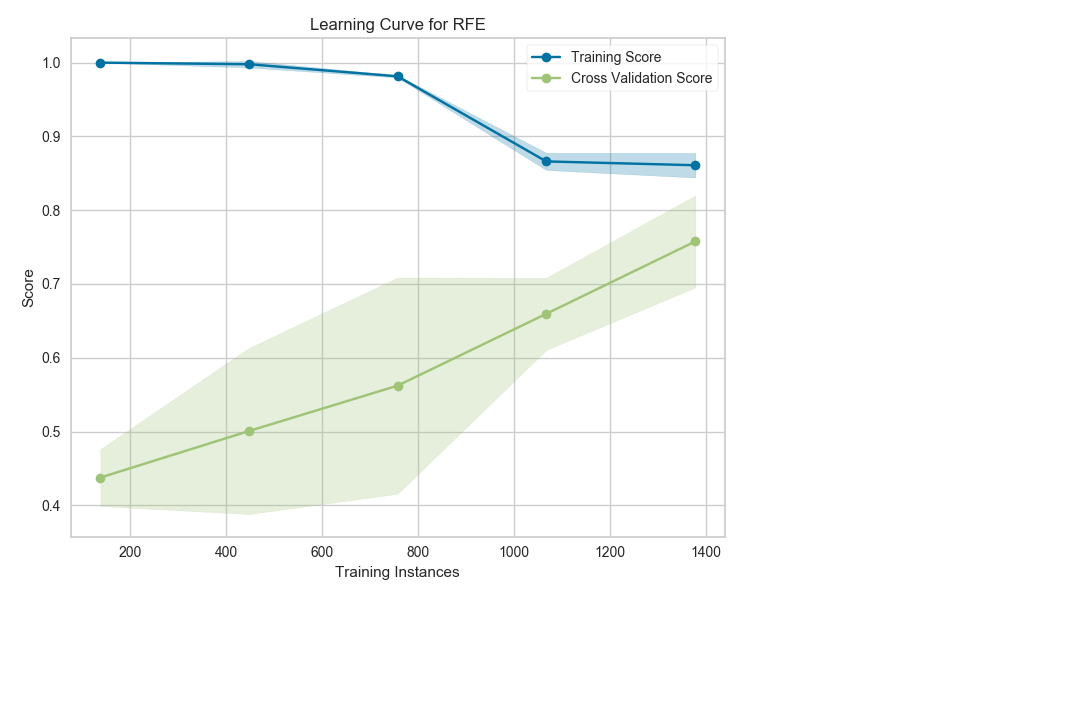 Learning Curve for RFE
Training Score
Cross Validation Score
1.0
0.9
0.8
0.7
0.6
0.5
0.4
Score
200 400 600 800 1000 1200 1400
Training Instances